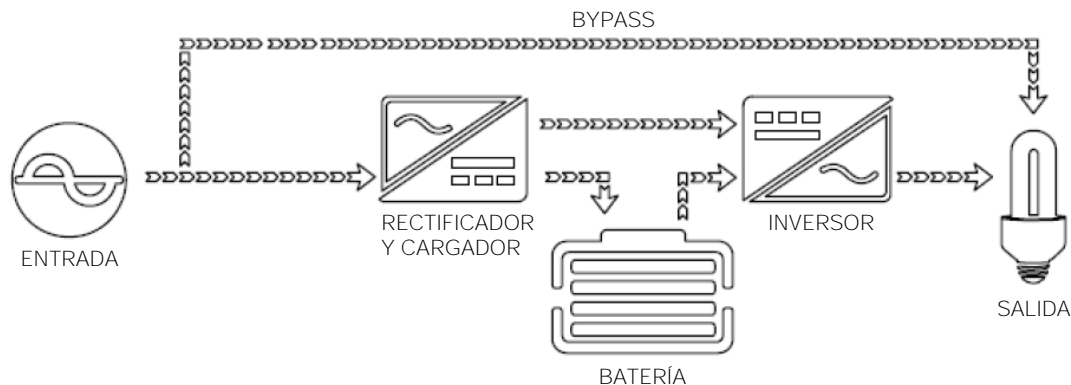 BYPASS
ENTRADA
RECTIFICADOR
Y CARGADOR
BATERÍA
INVERSOR
SALIDA